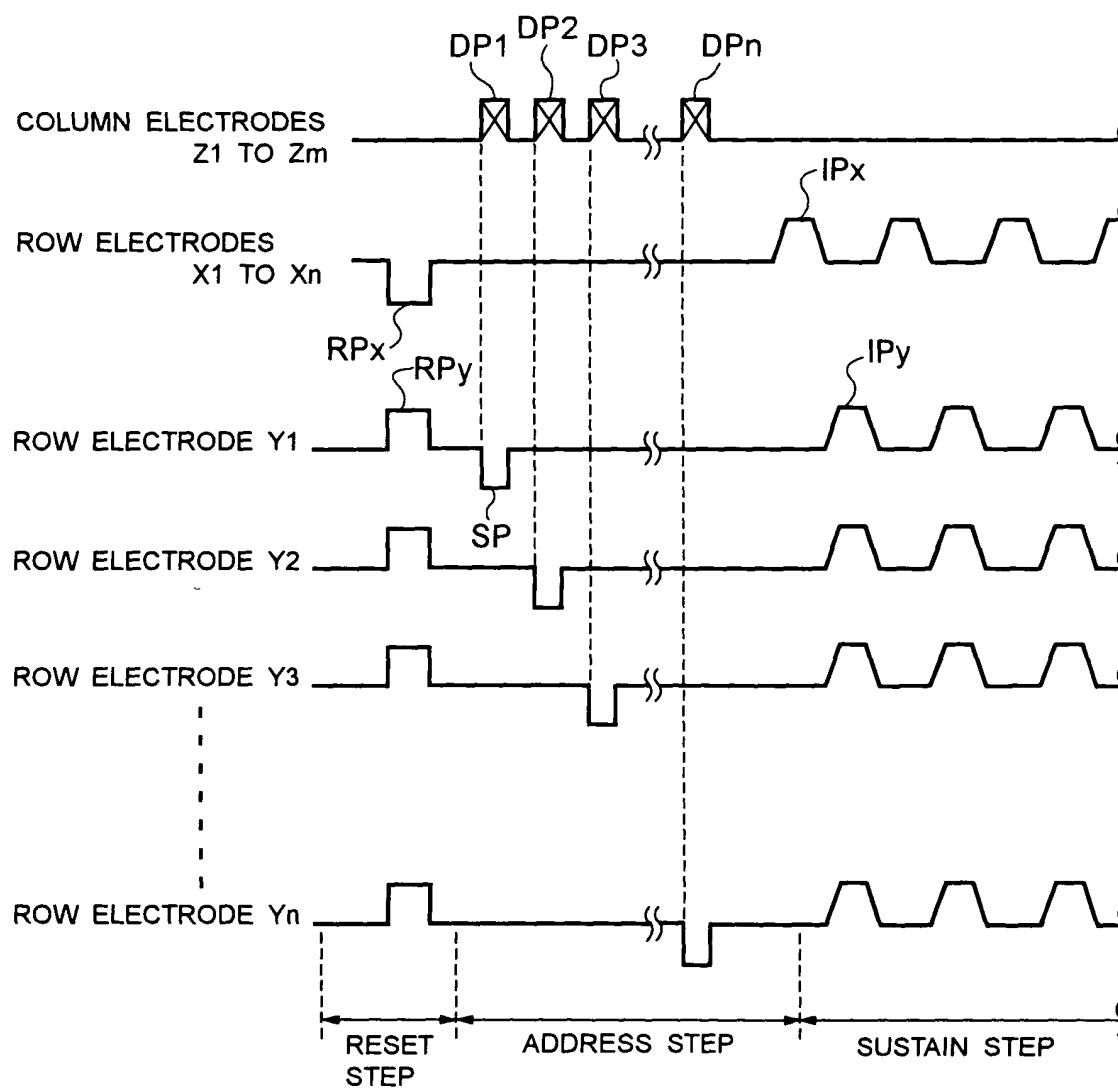 DP1 DP2 DP3 DPn
COLUMN ELECTRODES
Z1 TO Zm
IPx
ROW ELECTRODES
X1 TO Xn
RPx
RPy
IPy
ROW ELECTRODE Y1
SP
ROW ELECTRODE Y2
ROW ELECTRODE Y3
ROW ELECTRODE Yn
RESET
STEP
ADDRESS STEP
SUSTAIN STEP